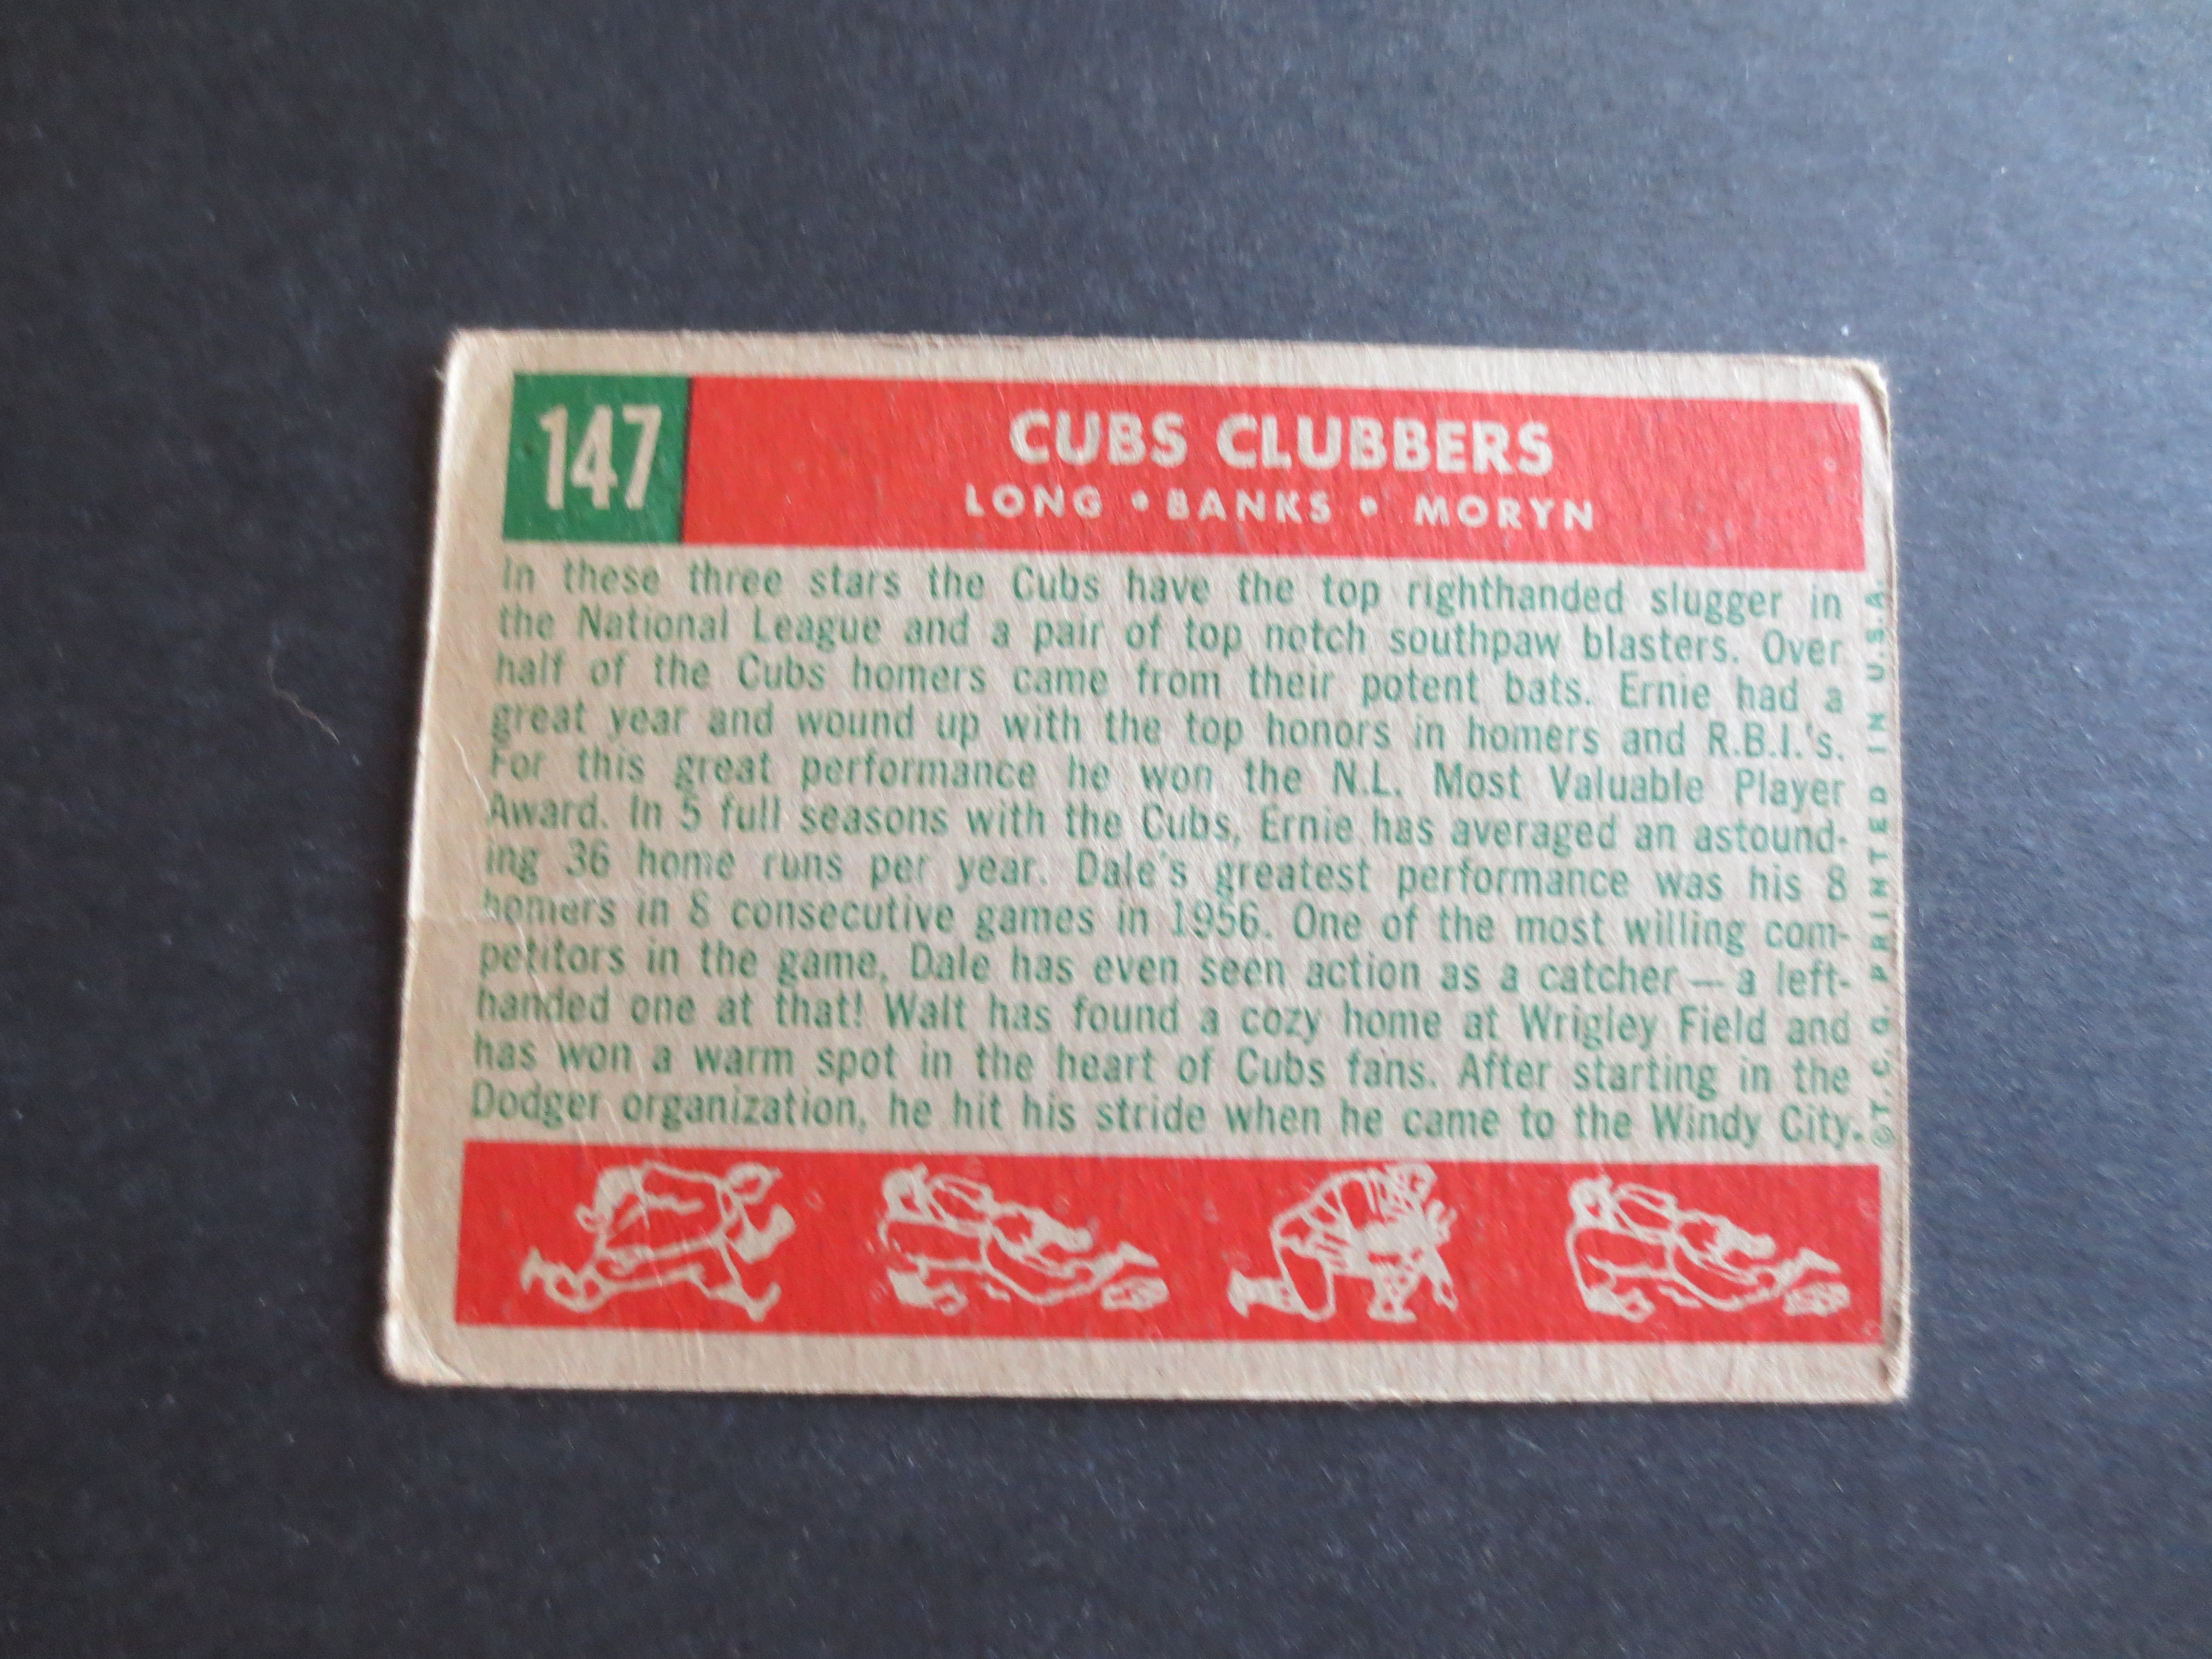 147
CUBS CLUBBERS
LONG • BANKS • MORYN
In these three stars the Cubs have the top righthanded slugger in
the National League and a pair of top notch southpaw blasters. Over
half of the Cubs homers came from their potent bats. Ernie had a
great year and wound up with the top honors in homers and R.B.I.'s.
For this great performance he won the N.L. Most Valuable Player
Award. In 5 full seasons with the Cubs, Ernie has averaged an astound-
ing 36 home runs per year. Dale's greatest performance was his 8
homers in 8 consecutive games in 1956. One of the most willing com-
petitors in the game, Dale has even seen action as a catcher — a left-
handed one at that! Walt has found a cozy home at Wrigley Field and
has won a warm spot in the heart of Cubs fans. After starting in the
Dodger organization, he hit his stride when he came to the Windy City.
©T.C.G. PRINTED IN U.S.A.